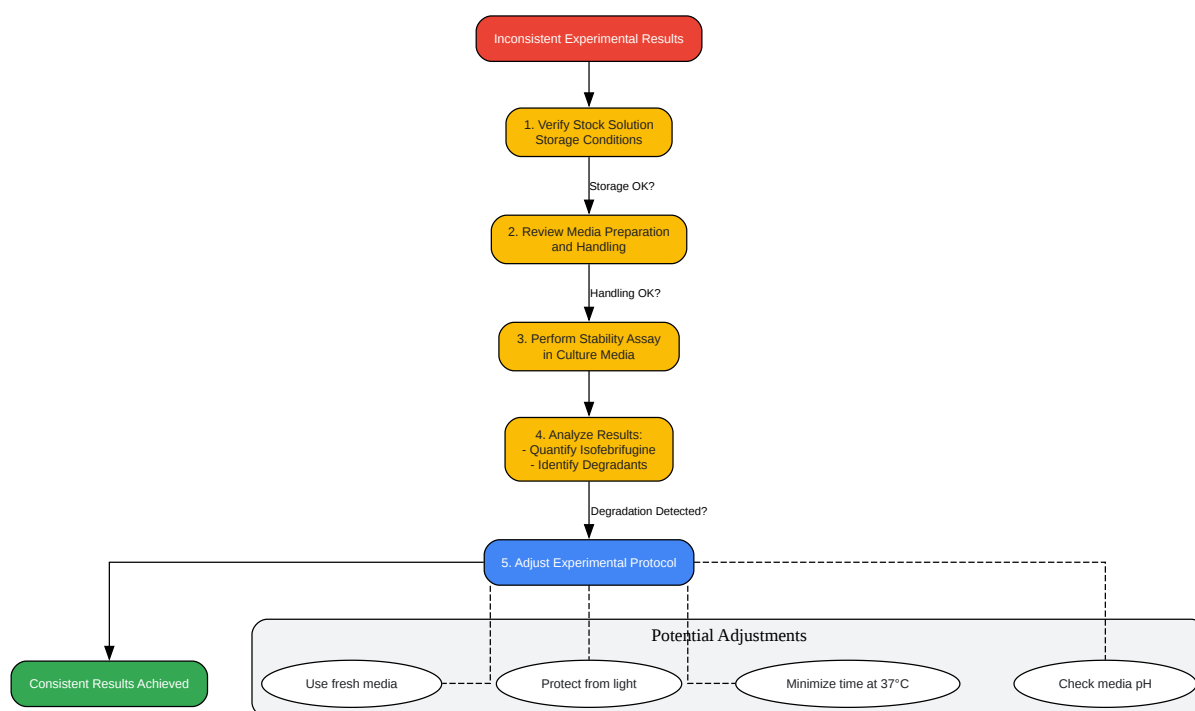 Inconsistent Experimental Results
1. Verify Stock Solution
Storage Conditions
Storage OK?
2. Review Media Preparation
and Handling
Handling OK?
3. Perform Stability Assay
in Culture Media
4. Analyze Results:
- Quantify Isofebrifugine
- Identify Degradants
Degradation Detected?
5. Adjust Experimental Protocol
Potential Adjustments
Consistent Results Achieved
Use fresh media
Protect from light
Minimize time at 37°C
Check media pH